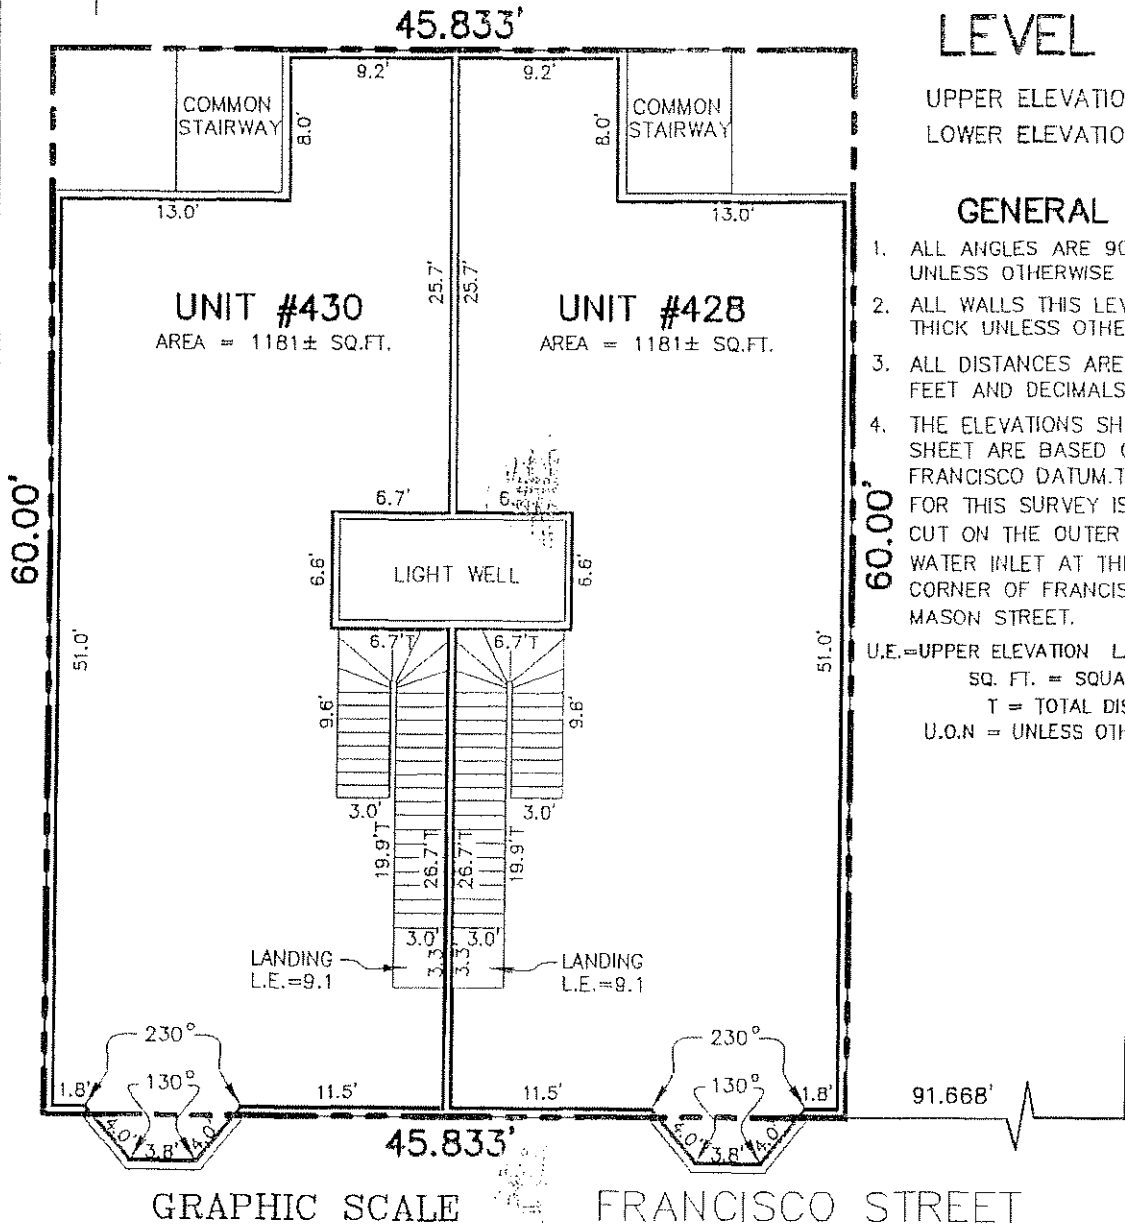 45.833'
LEVEL
9.2'
9.2'
UPPER ELEVATIO
LOWER ELEVATIO
COMMON
STAIRWAY
8.0'
8.0'
COMMON
STAIRWAY
13.0'
13.0'
GENERAL
1. ALL ANGLES ARE 90
UNLESS OTHERWISE
2. ALL WALLS THIS LEV
THICK UNLESS OTHE
3. ALL DISTANCES ARE
FEET AND DECIMALS
4. THE ELEVATIONS SH
SHEET ARE BASED
FRANCISCO DATUM.T
FOR THIS SURVEY IS
CUT ON THE OUTER
WATER INLET AT TH
CORNER OF FRANCIS
MASON STREET.
U.E.=UPPER ELEVATION L.
SQ. FT. = SQUA
T = TOTAL DIS
U.O.N = UNLESS OTH
25.7'
25.7'
UNIT #430
AREA = 1181± SQ.FT.
UNIT #428
AREA = 1181± SQ.FT.
60.00'
60.00'
6.7'
6.6'
LIGHT WELL
6.6'
51.0'
51.0'
6.7'T
6.7'T
9.6'
9.6'
3.0'
3.0'
19.9'T
26.7'T
26.7'T
19.9'T
3.0'
3.0'
3.3'
3.3'
LANDING
L.E.=9.1
LANDING
L.E.=9.1
230°
130°
230°
130°
1.8'
11.5'
11.5'
1.8'
91.668'
4.0'
3.8'
4.0'
4.0'
3.8'
4.0'
45.833'
GRAPHIC SCALE
FRANCISCO STREET